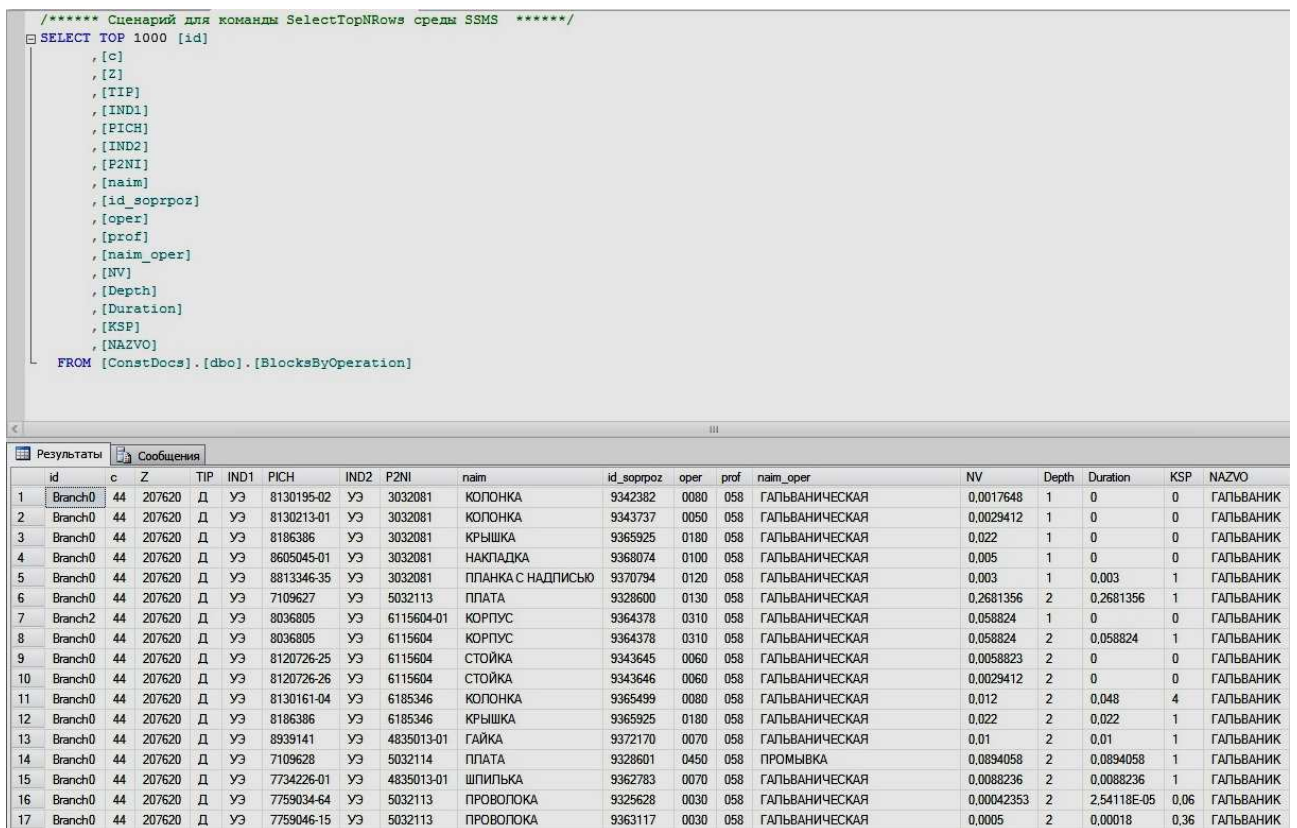 /****** Сценарий для команды SelectTopNRows среды SSMS ******/
SELECT TOP 1000 [id]
,[c]
,[Z]
,[TIP]
,[IND1]
,[PICH]
,[IND2]
,[P2NI]
,[naim]
,[id_soprpoz]
,[oper]
,[prof]
,[naim_oper]
,[NV]
,[Depth]
,[Duration]
,[KSP]
,[NAZVO]
FROM [ConstDocs].[dbo].[BlocksByOperation]
Результаты Сообщения
id c Z TIP IND1 PICH IND2 P2NI naim id_soprpoz oper prof naim_oper NV Depth Duration KSP NAZVO
1 Branch0 44 207620 Д УЭ 8130195-02 УЭ 3032081 КОЛОНКА 9342382 0080 058 ГАЛЬВАНИЧЕСКАЯ 0,0017648 1 0 0 ГАЛЬВАНИК
2 Branch0 44 207620 Д УЭ 8130213-01 УЭ 3032081 КОЛОНКА 9343737 0050 058 ГАЛЬВАНИЧЕСКАЯ 0,0029412 1 0 0 ГАЛЬВАНИК
3 Branch0 44 207620 Д УЭ 8186386 УЭ 3032081 КРЫШКА 9365925 0180 058 ГАЛЬВАНИЧЕСКАЯ 0,022 1 0 0 ГАЛЬВАНИК
4 Branch0 44 207620 Д УЭ 8605045-01 УЭ 3032081 НАКЛАДКА 9368074 0100 058 ГАЛЬВАНИЧЕСКАЯ 0,005 1 0 0 ГАЛЬВАНИК
5 Branch0 44 207620 Д УЭ 8813346-35 УЭ 3032081 ПЛАНКА С НАДПИСЬЮ 9370794 0120 058 ГАЛЬВАНИЧЕСКАЯ 0,003 1 0,003 1 ГАЛЬВАНИК
6 Branch0 44 207620 Д УЭ 7109627 УЭ 5032113 ПЛАТА 9328600 0130 058 ГАЛЬВАНИЧЕСКАЯ 0,2681356 2 0,2681356 1 ГАЛЬВАНИК
7 Branch2 44 207620 Д УЭ 8036805 УЭ 6115604-01 КОРПУС 9364378 0310 058 ГАЛЬВАНИЧЕСКАЯ 0,058824 1 0 0 ГАЛЬВАНИК
8 Branch0 44 207620 Д УЭ 8036805 УЭ 6115604 КОРПУС 9364378 0310 058 ГАЛЬВАНИЧЕСКАЯ 0,058824 2 0,058824 1 ГАЛЬВАНИК
9 Branch0 44 207620 Д УЭ 8120726-25 УЭ 6115604 СТОЙКА 9343645 0060 058 ГАЛЬВАНИЧЕСКАЯ 0,0058823 2 0 0 ГАЛЬВАНИК
10 Branch0 44 207620 Д УЭ 8120726-26 УЭ 6115604 СТОЙКА 9343646 0060 058 ГАЛЬВАНИЧЕСКАЯ 0,0029412 2 0 0 ГАЛЬВАНИК
11 Branch0 44 207620 Д УЭ 8130161-04 УЭ 6185346 КОЛОНКА 9365499 0080 058 ГАЛЬВАНИЧЕСКАЯ 0,012 2 0,048 4 ГАЛЬВАНИК
12 Branch0 44 207620 Д УЭ 8186386 УЭ 6185346 КРЫШКА 9365925 0180 058 ГАЛЬВАНИЧЕСКАЯ 0,022 2 0,022 1 ГАЛЬВАНИК
13 Branch0 44 207620 Д УЭ 8939141 УЭ 4835013-01 ГАЙКА 9372170 0070 058 ГАЛЬВАНИЧЕСКАЯ 0,01 2 0,01 1 ГАЛЬВАНИК
14 Branch0 44 207620 Д УЭ 7109628 УЭ 5032114 ПЛАТА 9328601 0450 058 ПРОМЫВКА 0,0894058 2 0,0894058 1 ГАЛЬВАНИК
15 Branch0 44 207620 Д УЭ 7734226-01 УЭ 4835013-01 ШПИЛЬКА 9362783 0070 058 ГАЛЬВАНИЧЕСКАЯ 0,0088236 2 0,0088236 1 ГАЛЬВАНИК
16 Branch0 44 207620 Д УЭ 7759034-64 УЭ 5032113 ПРОВОЛОКА 9325628 0030 058 ГАЛЬВАНИЧЕСКАЯ 0,00042353 2 2,54118E-05 0,06 ГАЛЬВАНИК
17 Branch0 44 207620 Д УЭ 7759046-15 УЭ 5032113 ПРОВОЛОКА 9363117 0030 058 ГАЛЬВАНИЧЕСКАЯ 0,0005 2 0,00018 0,36 ГАЛЬВАНИК